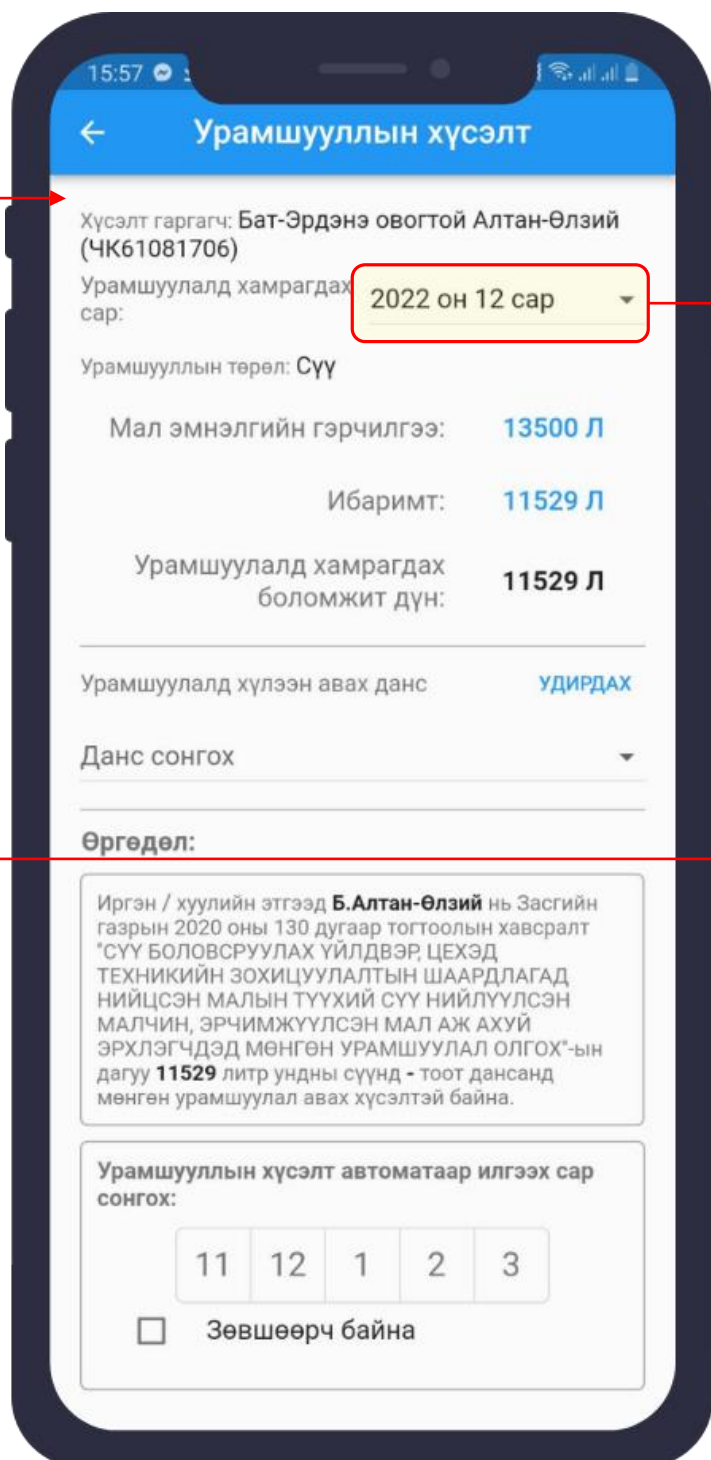 15:57
Урамшууллын хүсэлт
Хүсэлт гаргагч: Бат-Эрдэнэ овогтой Алтан-Өлзий
(ЧК61081706)
Урамшуулалд хамрагдах
сар:
2022 он 12 сар
Урамшууллын төрөл: Сүү
Мал эмнэлгийн гэрчилгээ: 13500 Л
Ибаримт: 11529 Л
Урамшуулалд хамрагдах
боломжит дүн:
11529 Л
Урамшуулалд хүлээн авах данс УДИРДАХ
Данс сонгох
Өргөдөл:
Иргэн / хуулийн этгээд Б.Алтан-Өлзий нь Засгийн
газрын 2020 оны 130 дугаар тогтоолын хавсралт
"СҮҮ БОЛОВСРУУЛАХ ҮЙЛДВЭР, ЦЕХЭД
ТЕХНИКИЙН ЗОХИЦУУЛАЛТЫН ШААРДЛАГАД
НИЙЦСЭН МАЛЫН ТҮҮХИЙ СҮҮ НИЙЛҮҮЛСЭН
МАЛЧИН, ЭРЧИМЖҮҮЛСЭН МАЛ АЖ АХУЙ
ЭРХЛЭГЧДЭД МӨНГӨН УРАМШУУЛАЛ ОЛГОХ"-ын
дагуу 11529 литр ундны сүүнд - тоот дансанд
мөнгөн урамшуулал авах хүсэлтэй байна.
Урамшууллын хүсэлт автоматаар илгээх сар
сонгох:
11 12 1 2 3
Зөвшөөрч байна